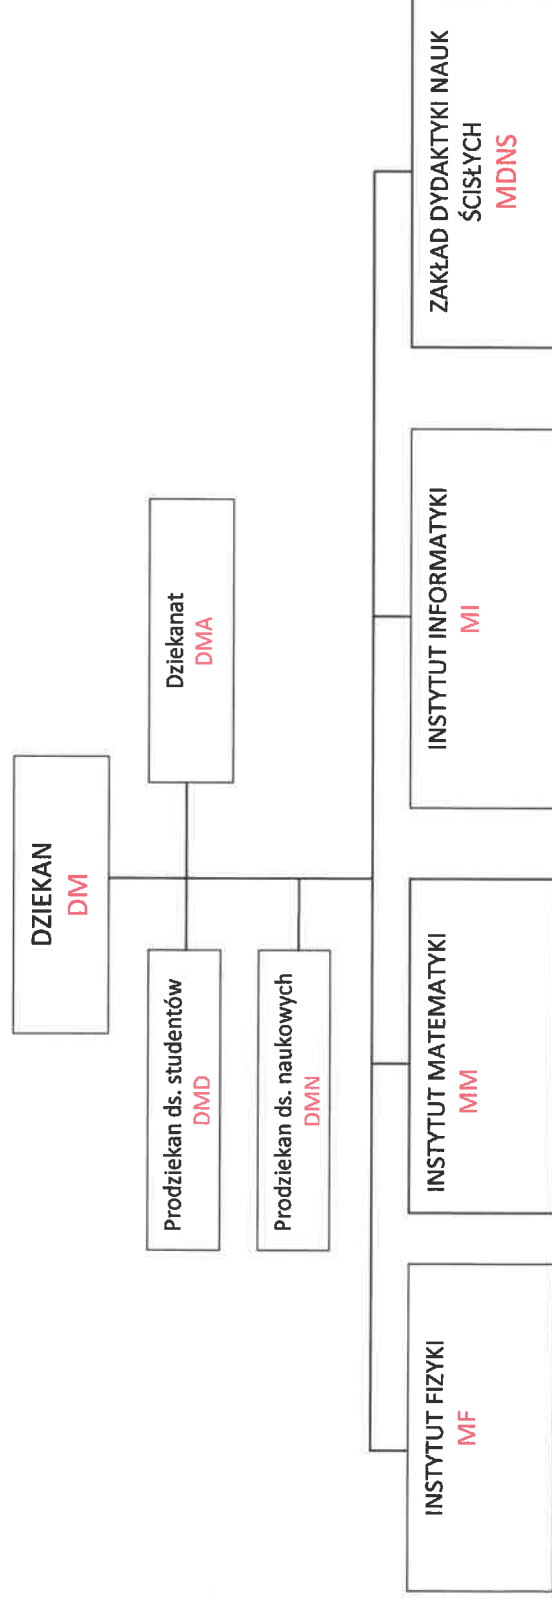 DZIEKAN
DM
Prodziekan ds. studentów
DMD
Dziekanat
DMA
Prodziekan ds. naukowych
DMN
INSTYTUT FIZYKI
MF
INSTYTUT MATEMATYKI
MM
INSTYTUT INFORMATYKI
MI
ZAKŁAD DYDAKTYKI NAUK
ŚCISŁYCH
MDNS